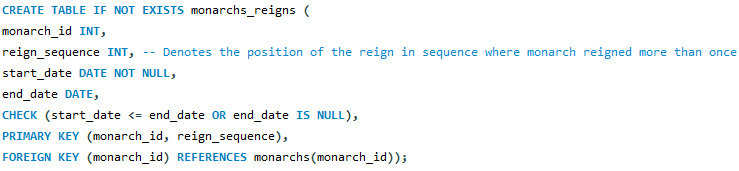 CREATE TABLE IF NOT EXISTS monarchs_reigns (
monarch_id INT,
reign_sequence INT, -- Denotes the position of the reign in sequence where monarch reigned more than once
start_date DATE NOT NULL,
end_date DATE,
CHECK (start_date <= end_date OR end_date IS NULL),
PRIMARY KEY (monarch_id, reign_sequence),
FOREIGN KEY (monarch_id) REFERENCES monarchs(monarch_id));